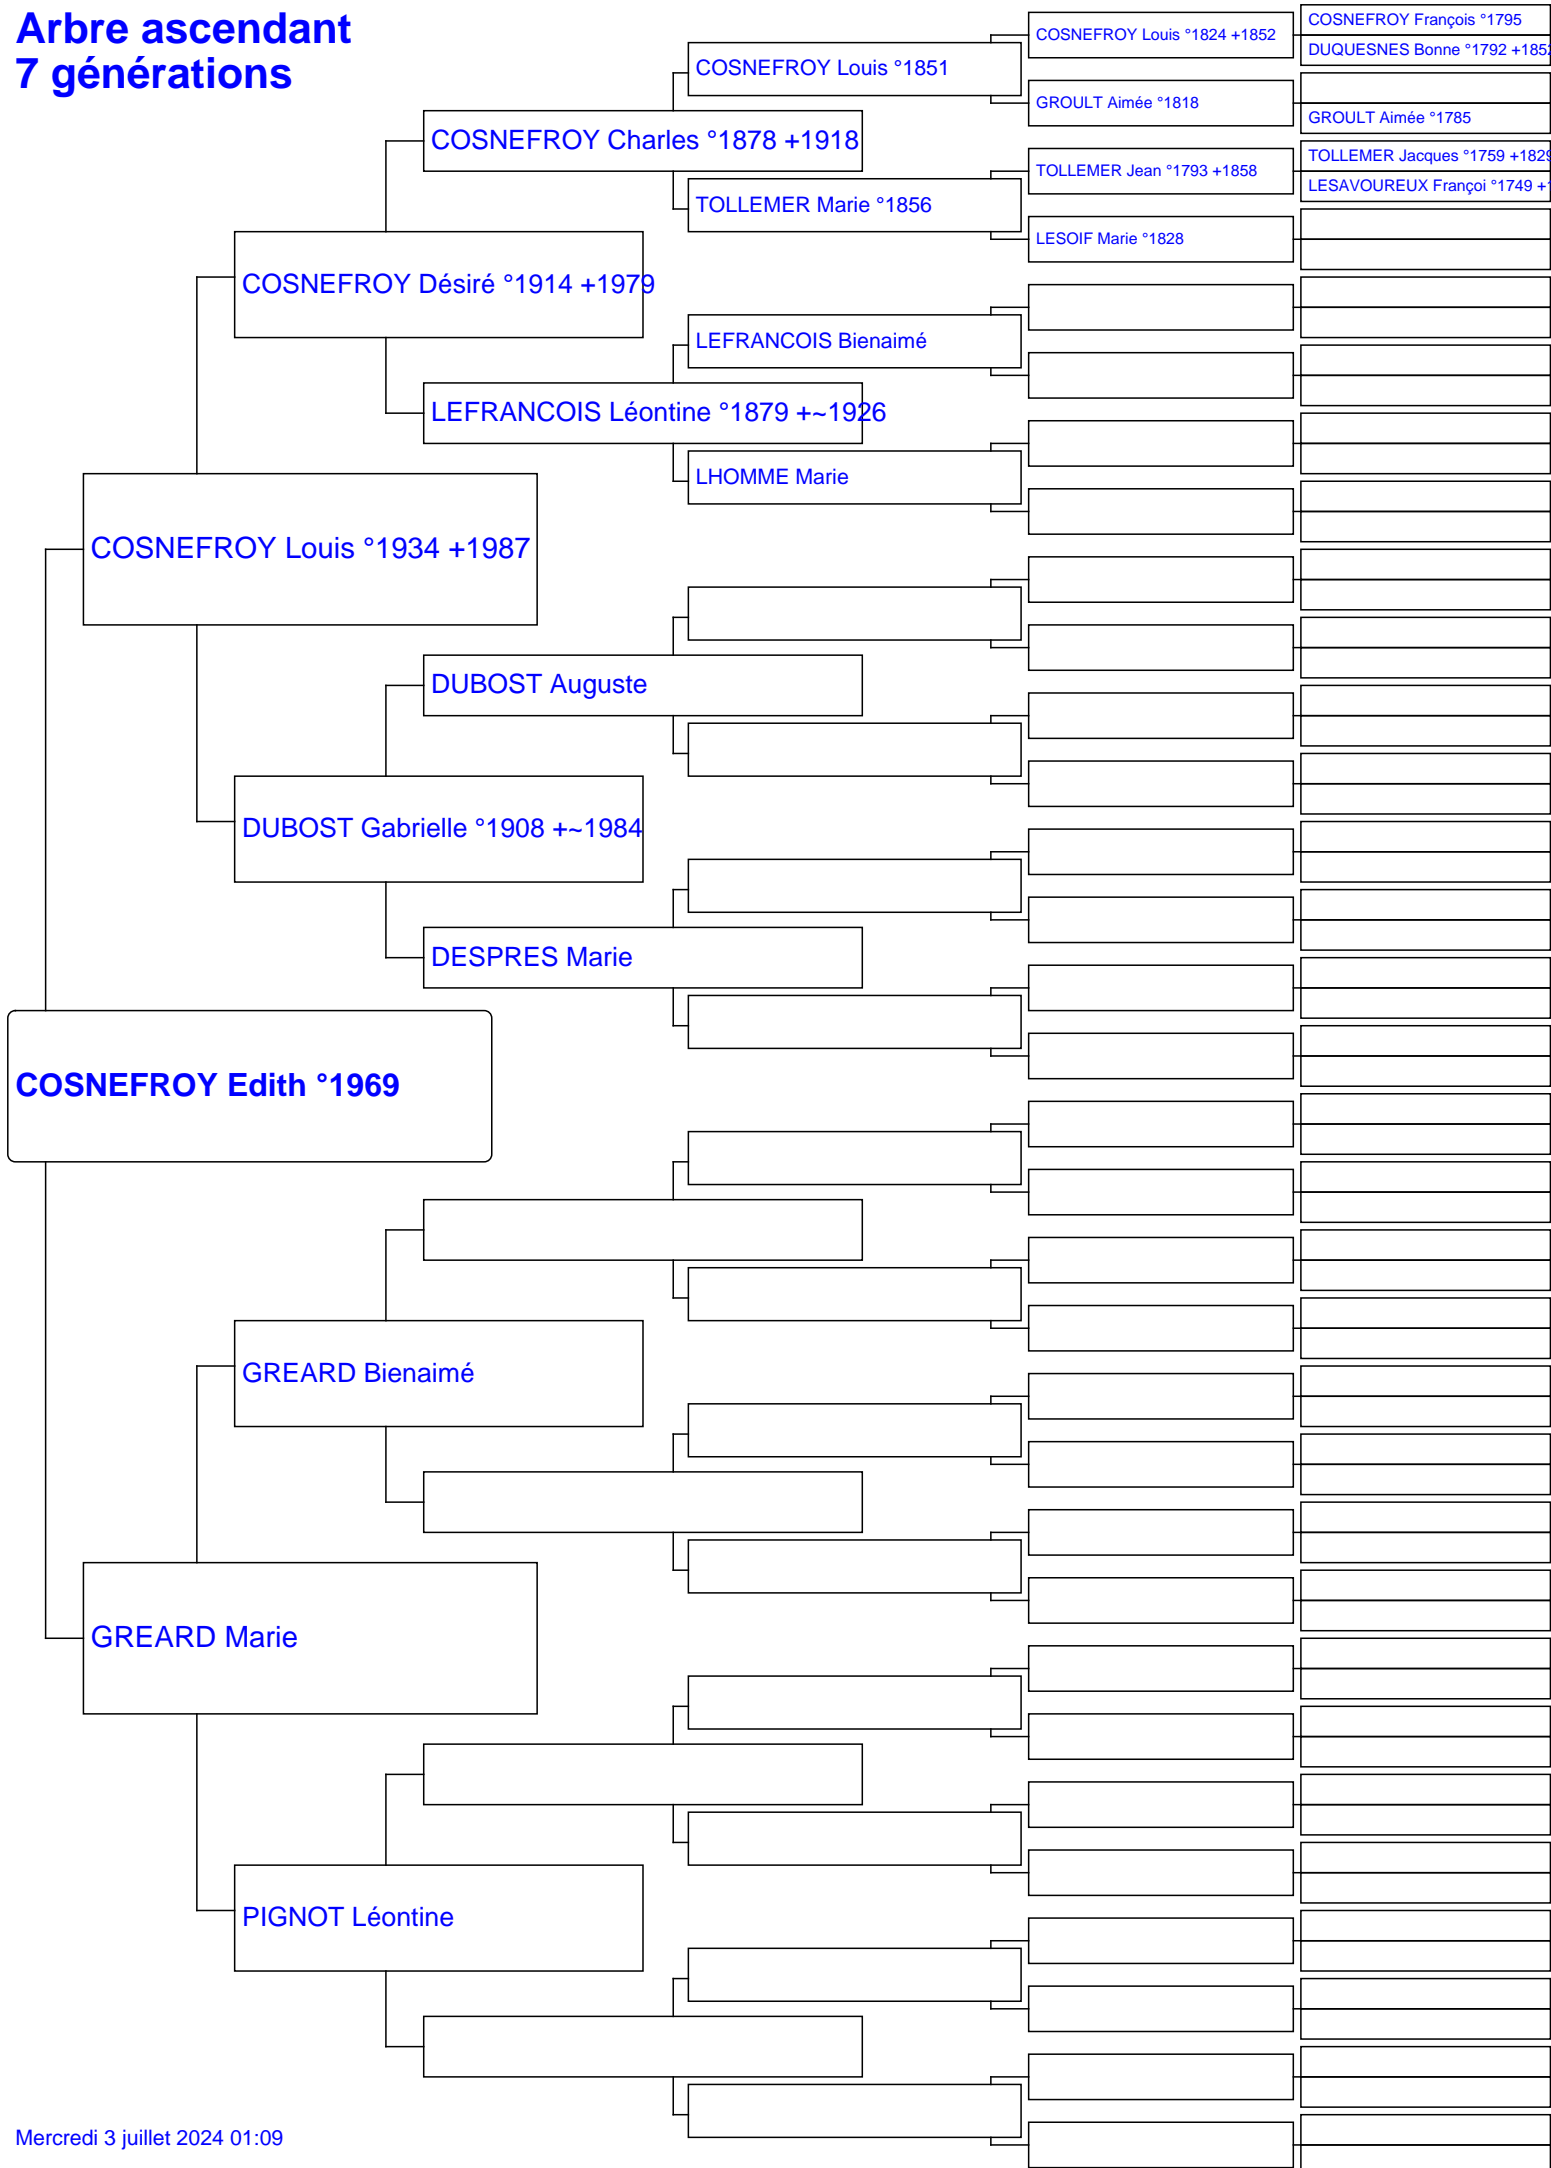 Arbre ascendant
7 générations
COSNEFROY Edith °1969
COSNEFROY Louis °1934 +1987
GREARD Marie
COSNEFROY Désiré °1914 +1979
DUBOST Gabrielle °1908 +~1984
GREARD Bienaimé
PIGNOT Léontine
COSNEFROY Charles °1878 +1918
LEFRANCOIS Léontine °1879 +~1926
DUBOST Auguste
DESPRES Marie
COSNEFROY Louis °1851
TOLLEMER Marie °1856
LEFRANCOIS Bienaimé
LHOMME Marie
COSNEFROY Louis °1824 +1852
GROULT Aimée °1818
TOLLEMER Jean °1793 +1858
LESOIF Marie °1828
COSNEFROY François °1795
DUQUESNES Bonne °1792 +1852
GROULT Aimée °1785
TOLLEMER Jacques °1759 +1829
LESAVOUREUX Françoi °1749 +1
Mercredi 3 juillet 2024 01:09